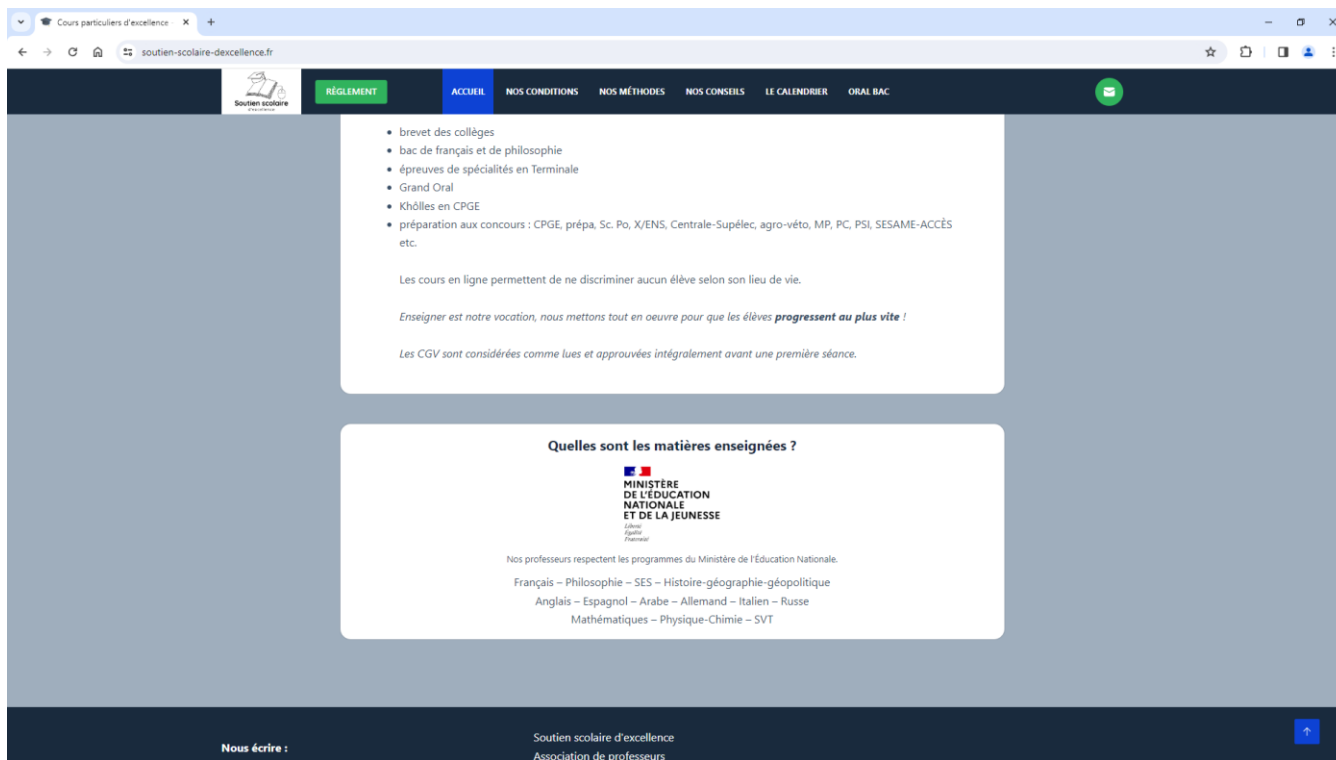 Cours particuliers d'excellence
soutien-scolaire-dexcellence.fr
Soutien scolaire
RÉGLEMENT
ACCUEIL
NOS CONDITIONS
NOS MÉTHODES
NOS CONSEILS
LE CALENDRIER
ORAL BAC
• brevet des collèges
• bac de français et de philosophie
• épreuves de spécialités en Terminale
• Grand Oral
• Khôlles en CPGE
• préparation aux concours : CPGE, prépa, Sc. Po, X/ENS, Centrale-Supélec, agro-véto, MP, PC, PSI, SESAME-ACCÈS
etc.
Les cours en ligne permettent de ne discriminer aucun élève selon son lieu de vie.
Enseigner est notre vocation, nous mettons tout en oeuvre pour que les élèves progressent au plus vite !
Les CGV sont considérées comme lues et approuvées intégralement avant une première séance.
Quelles sont les matières enseignées ?
MINISTÈRE
DE L'ÉDUCATION
NATIONALE
ET DE LA JEUNESSE
Liberté
Égalité
Fraternité
Nos professeurs respectent les programmes du Ministère de l'Éducation Nationale.
Français – Philosophie – SES – Histoire-géographie-géopolitique
Anglais – Espagnol – Arabe – Allemand – Italien – Russe
Mathématiques – Physique-Chimie – SVT
Nous écrire :
Soutien scolaire d'excellence
Association de professeurs